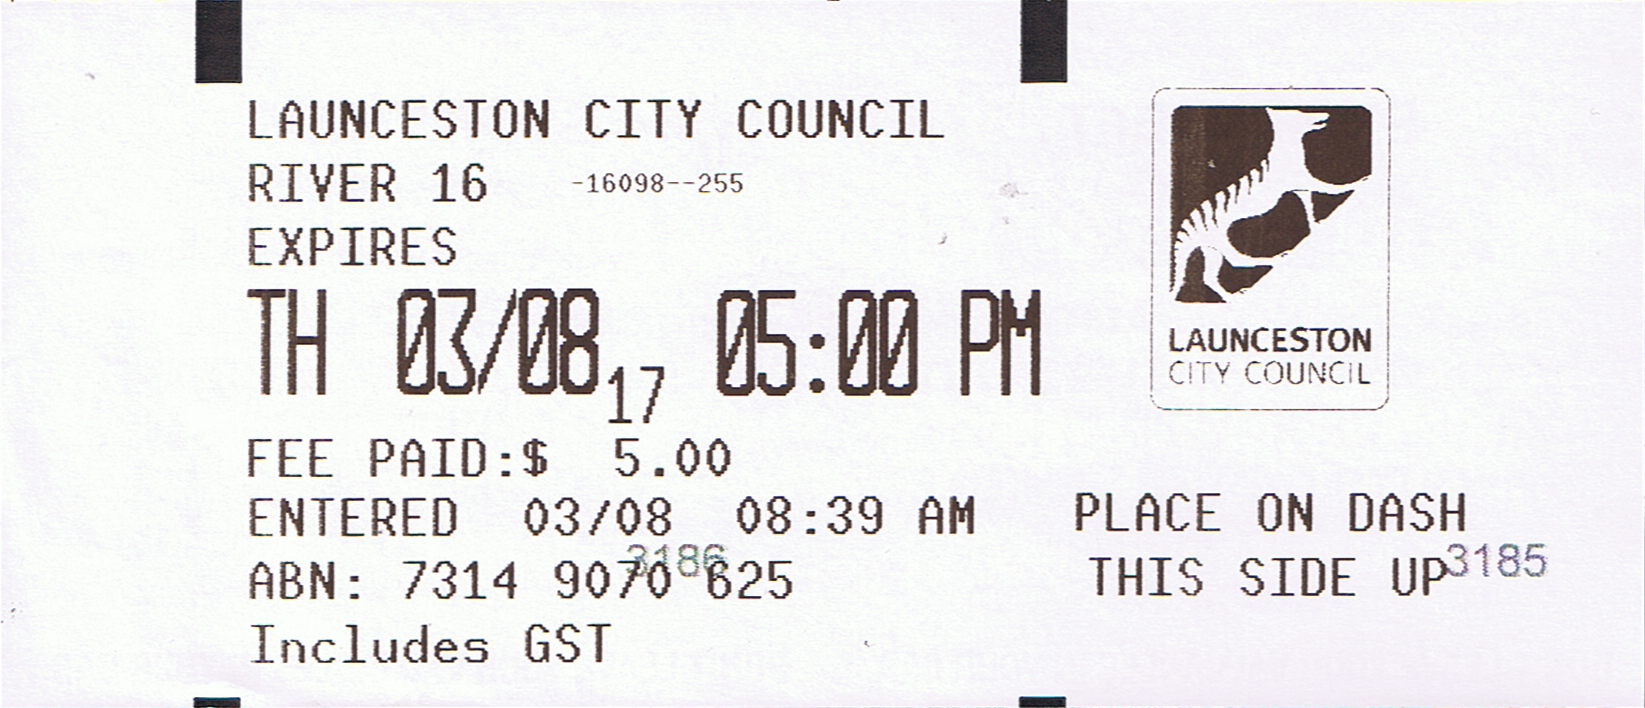 LAUNCESTON CITY COUNCIL
RIVER 16 -16098--255
EXPIRES
TH 03/08 17 05:00 PM
FEE PAID:$ 5.00
ENTERED 03/08 08:39 AM
ABN: 7314 9070 625
Includes GST
3186
LAUNCESTON
CITY COUNCIL
PLACE ON DASH
THIS SIDE UP
3185